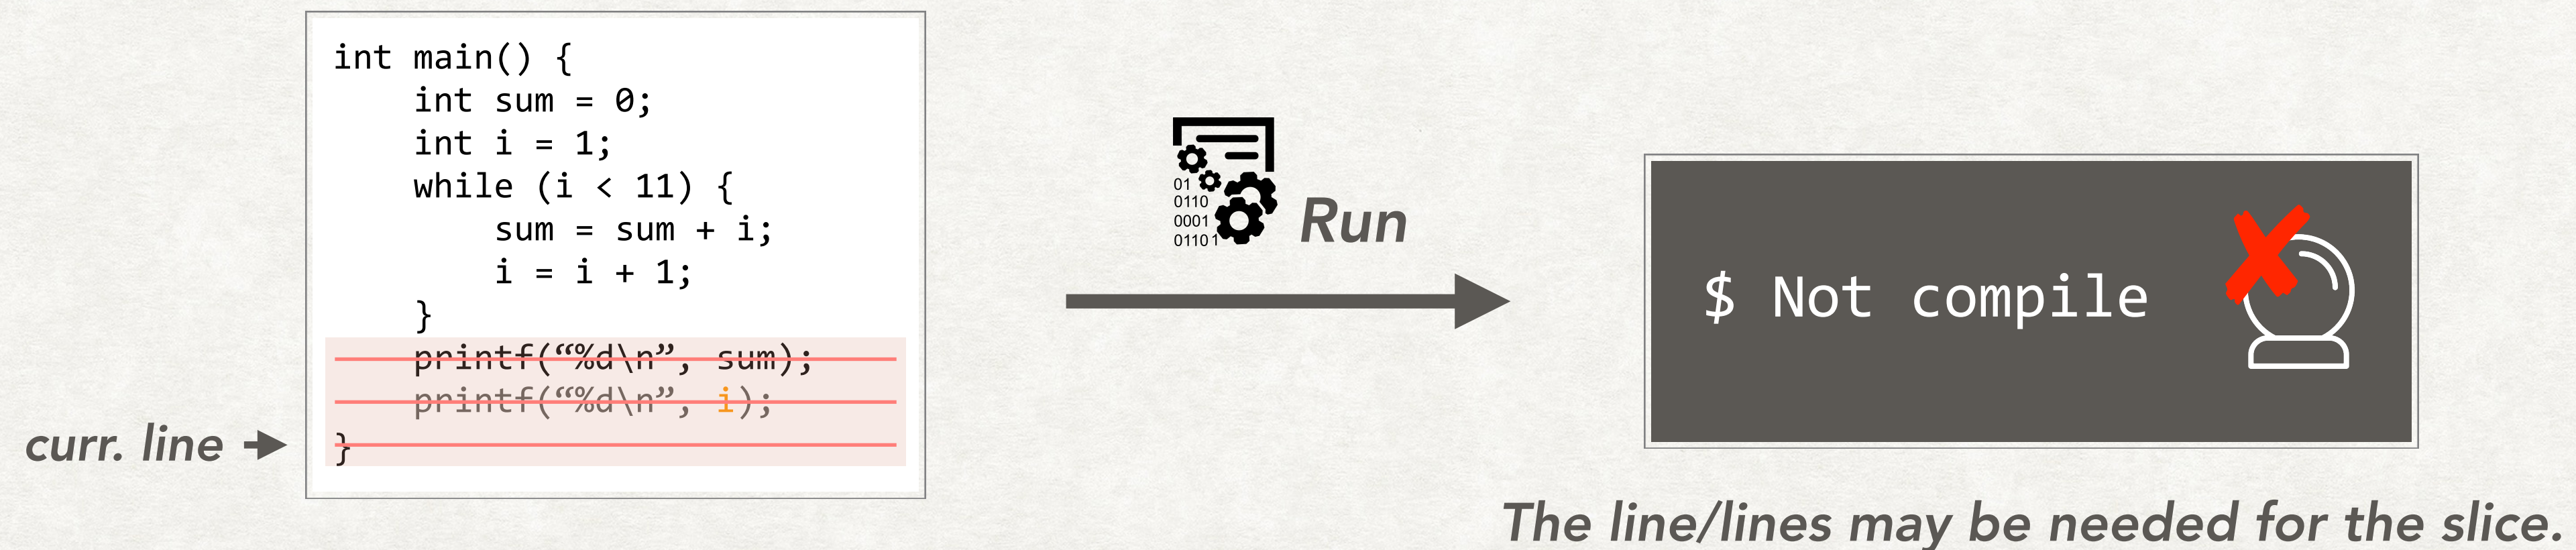 int main() {
    int sum = 0;
    int i = 1;
    while (i < 11) {
        sum = sum + i;
        i = i + 1;
    }
    printf(“%d\n”, sum);
    printf(“%d\n”, i);
}
curr. line
01
0110
0001
01101
Run
$ Not compile
The line/lines may be needed for the slice.